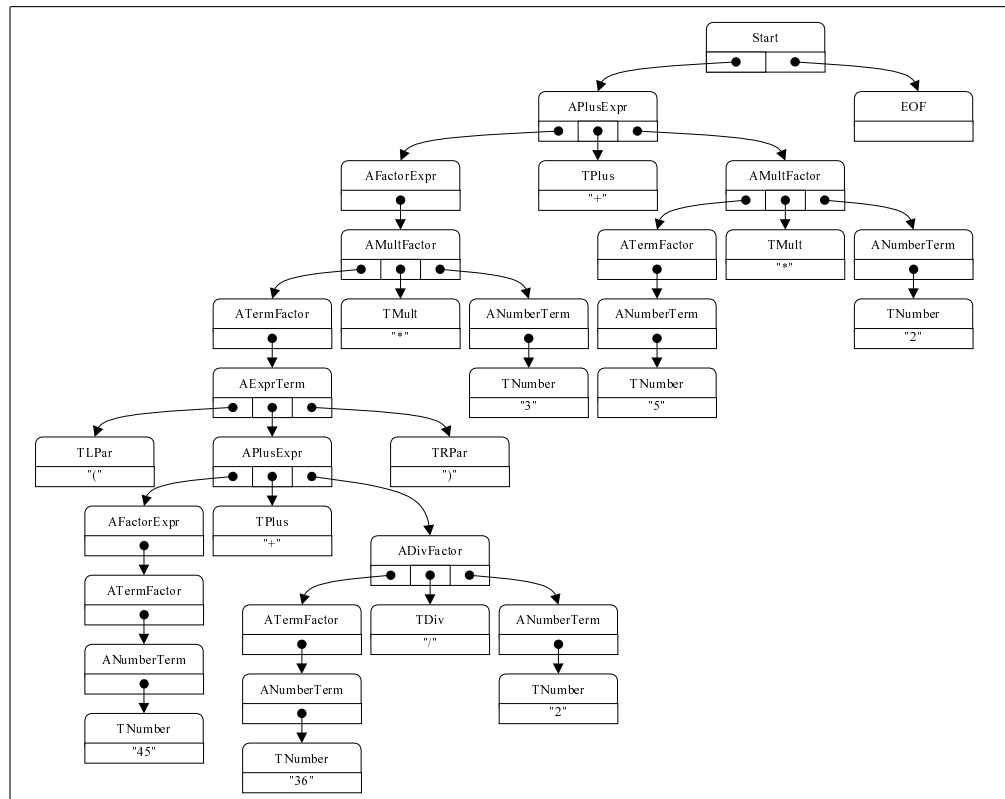 Start
APlusExpr
EOF
AFactorExpr
TPlus
"+"
AMultFactor
AMultFactor
ATermFactor
TMult
"*"
ANumberTerm
ATermFactor
TMult
"*"
ANumberTerm
ANumberTerm
TNumber
"2"
AExprTerm
TNumber
"3"
TNumber
"5"
TLPar
"("
APlusExpr
TRPar
")"
AFactorExpr
TPlus
"+"
ADivFactor
ATermFactor
ATermFactor
TDiv
"/"
ANumberTerm
ANumberTerm
ANumberTerm
TNumber
"2"
TNumber
"45"
TNumber
"36"